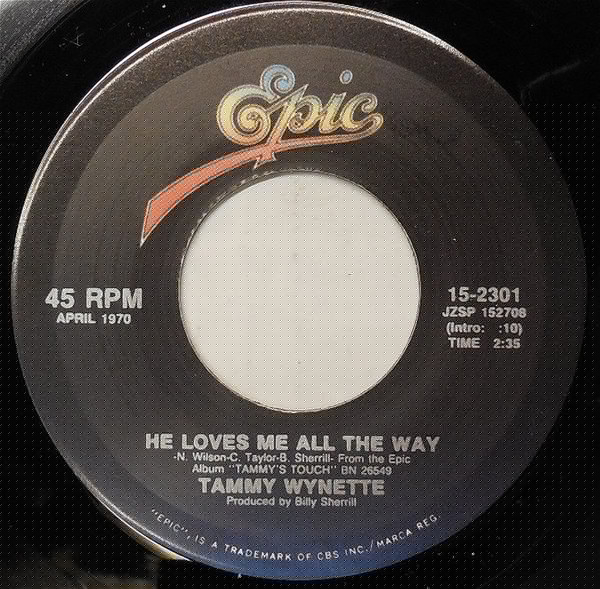 Epic
45 RPM
APRIL 1970
15-2301
JZSP 152708
(Intro: :10)
TIME 2:35
HE LOVES ME ALL THE WAY
-N. Wilson-C. Taylor-B. Sherrill- From the Epic
Album "TAMMY'S TOUCH" BN 26549
TAMMY WYNETTE
Produced by Billy Sherrill
"EPIC", IS A TRADEMARK OF CBS INC./MARCA REG.